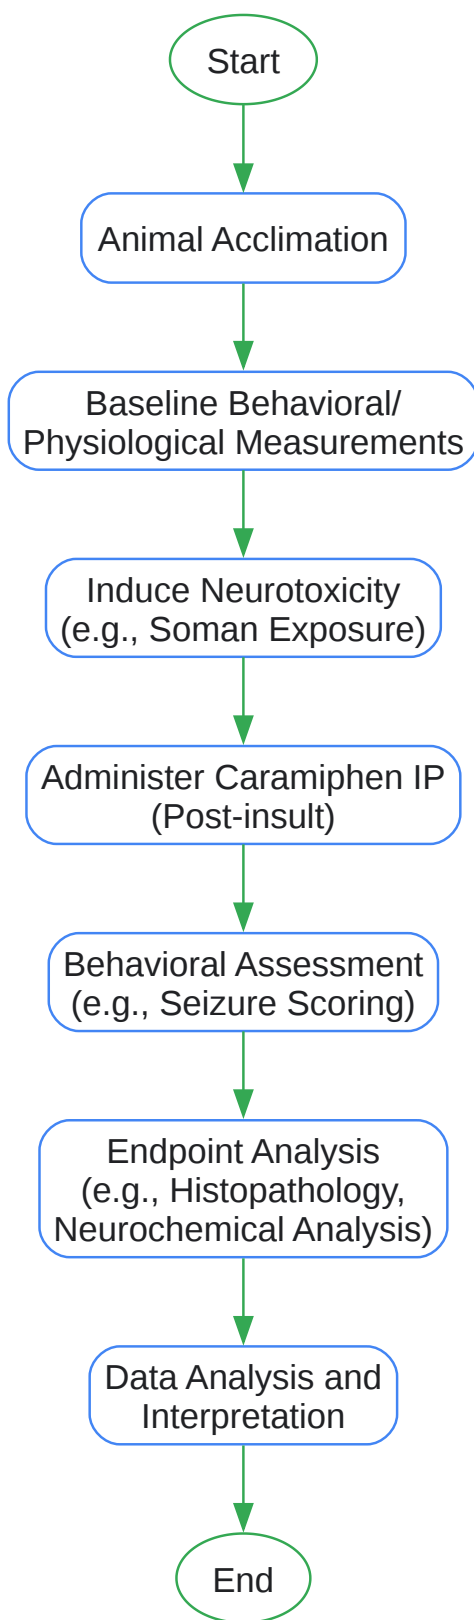 Start
Animal Acclimation
Baseline Behavioral/
Physiological Measurements
Induce Neurotoxicity
(e.g., Soman Exposure)
Administer Caramiphen IP
(Post-insult)
Behavioral Assessment
(e.g., Seizure Scoring)
Endpoint Analysis
(e.g., Histopathology,
Neurochemical Analysis)
Data Analysis and
Interpretation
End